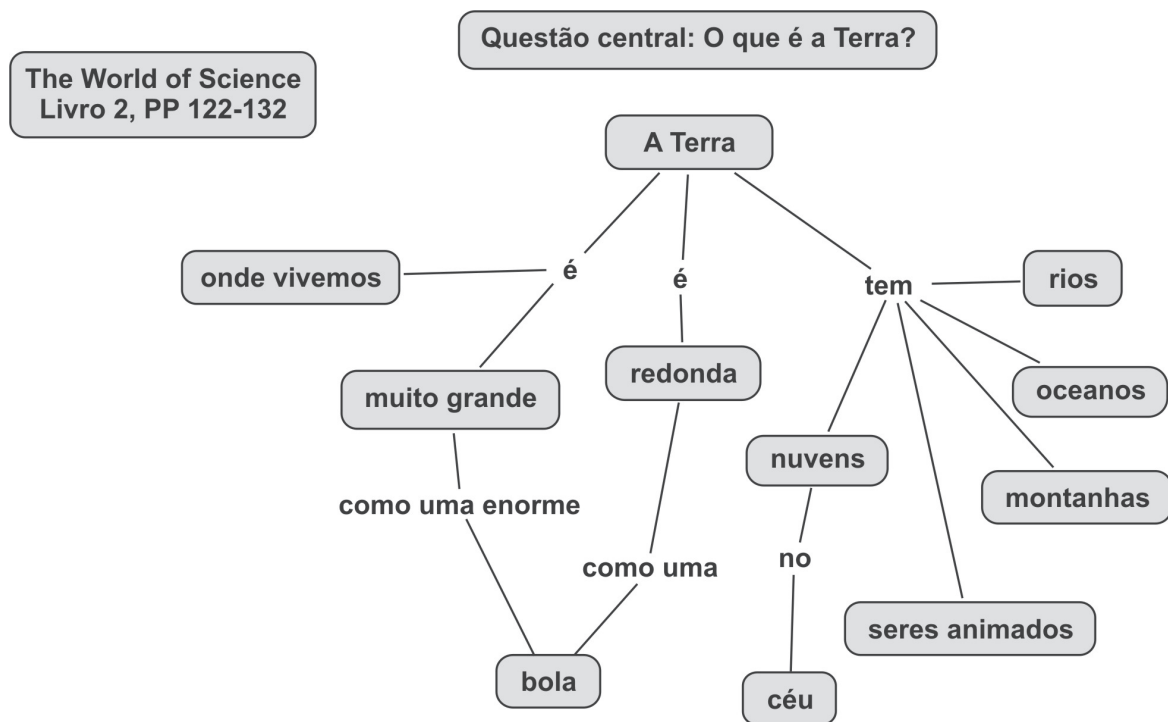 Questão central: O que é a Terra?
The World of Science
Livro 2, PP 122-132
A Terra
onde vivemos
é
é
tem
rios
muito grande
redonda
oceanos
nuvens
montanhas
como uma enorme
como uma
no
seres animados
bola
céu